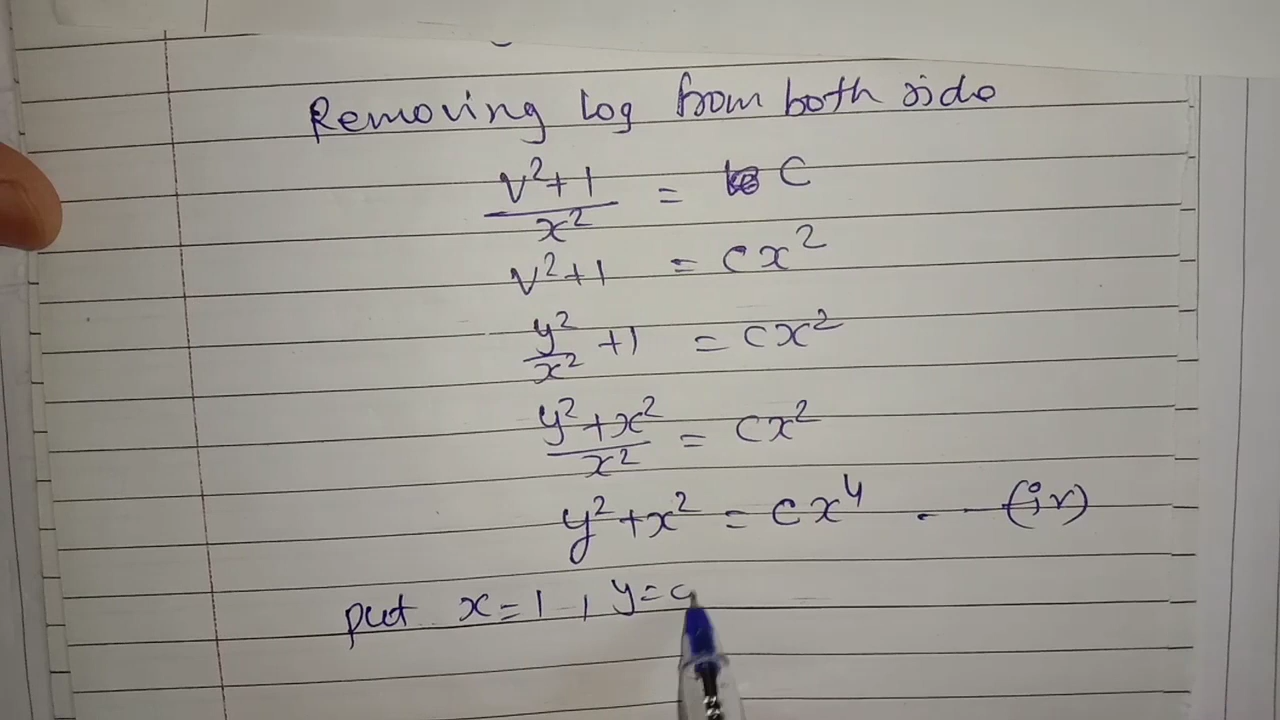 Removing log from both side
v²+1/x² = C
v²+1 = cx²
y²/x² +1 = cx²
y²+x²/x² = cx²
y²+x² = cx⁴ . - (iv)
put x=1 , y=